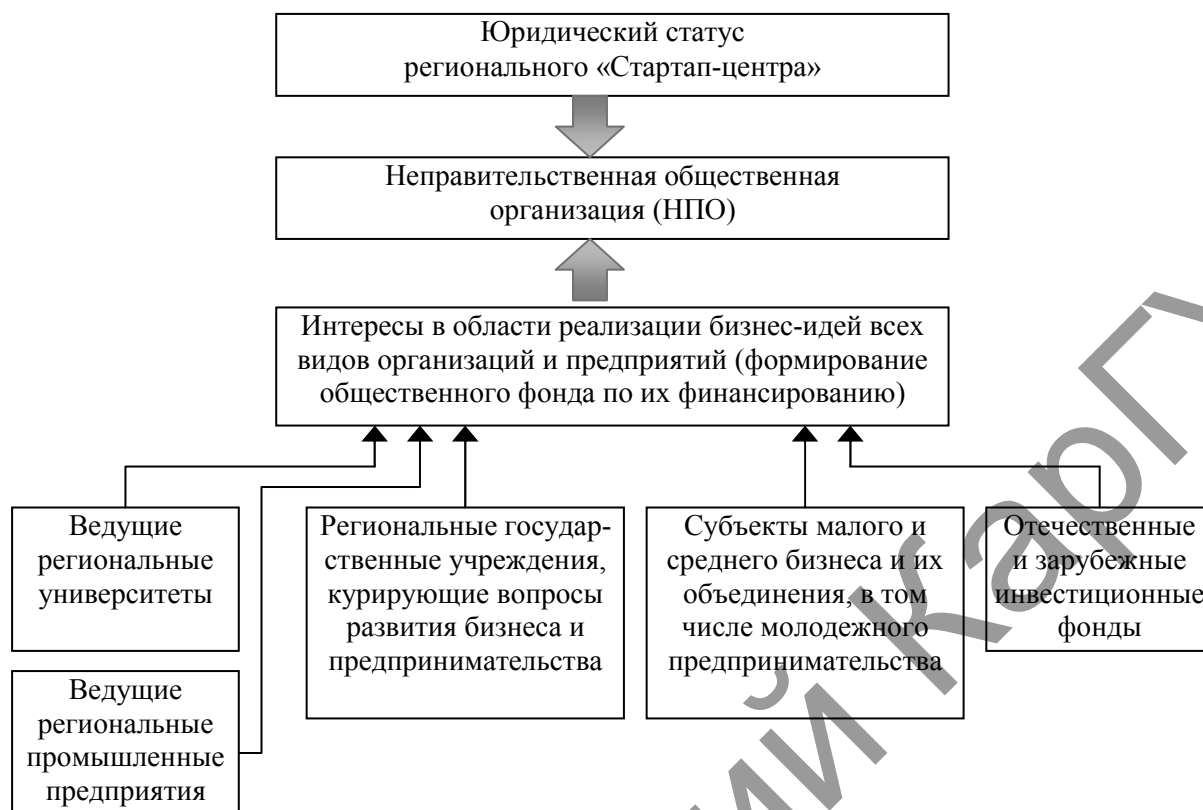 Юридический статус
регионального «Стартап-центра»
Неправительственная общественная
организация (НПО)
Интересы в области реализации бизнес-идей всех
видов организаций и предприятий (формирование
общественного фонда по их финансированию)
Ведущие
региональные
университеты
Региональные государ-
ственные учреждения,
курирующие вопросы
развития бизнеса и
предпринимательства
Субъекты малого и
среднего бизнеса и их
объединения, в том
числе молодежного
предпринимательства
Отечественные
и зарубежные
инвестиционные
фонды
Ведущие
региональные
промышленные
предприятия